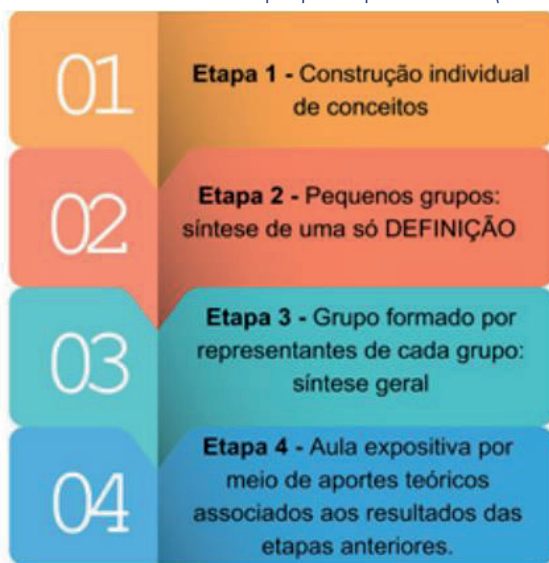 01
Etapa 1 - Construção individual
de conceitos
02
Etapa 2 - Pequenos grupos:
síntese de uma só DEFINIÇÃO
03
Etapa 3 - Grupo formado por
representantes de cada grupo:
síntese geral
04
Etapa 4 - Aula expositiva por
meio de aportes teóricos
associados aos resultados das
etapas anteriores.